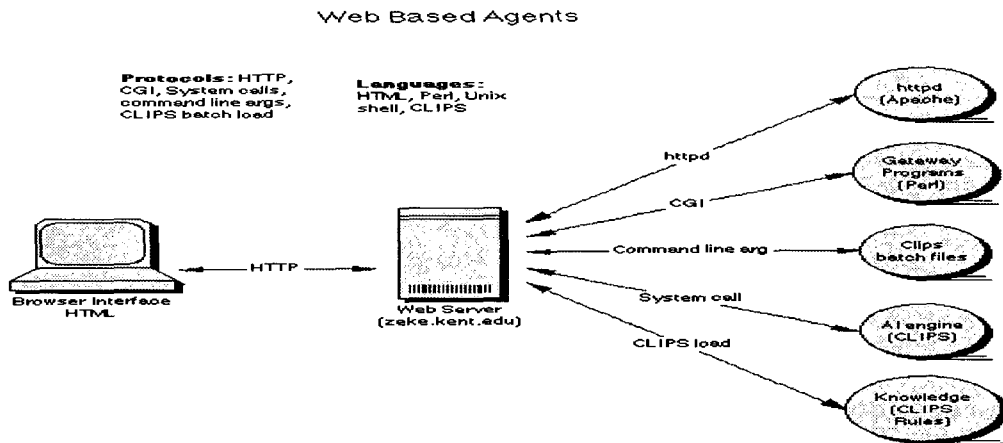 Web Based Agents
Protocols: HTTP,
CGI, System calls,
command line args,
CLIPS batch load
Languages:
HTML, Perl, Unix
shell, CLIPS
httpd
(Apache)
httpd
Gateway
Programs
(Perl)
CGI
Command line arg
Clips
batch files
HTTP
System call
Browser Interface
HTML
Web Server
(zeke.kent.edu)
AI engine
(CLIPS)
CLIPS load
Knowledge
(CLIPS
Rules)